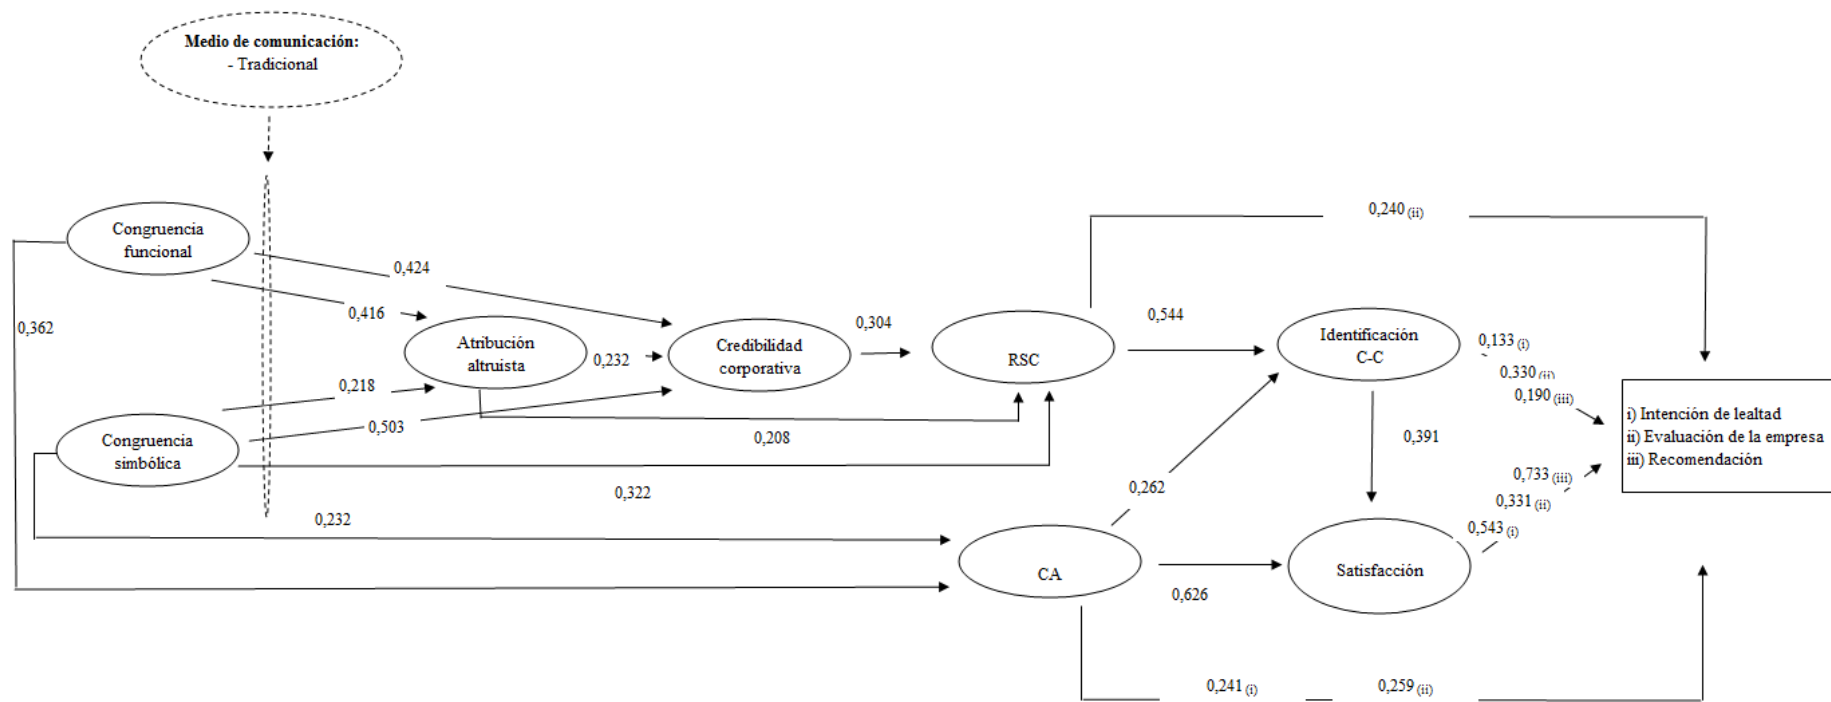 Medio de comunicación:
- Tradicional
0,240 (ii)
Congruencia
funcional
0,424
0,416
0,362
0,304
0,544
Identificación
C-C
0,133 (i)
0,330 (ii)
0,190 (iii)
Atribución
altruista
0,232
Credibilidad
corporativa
RSC
0,218
i) Intención de lealtad
ii) Evaluación de la empresa
iii) Recomendación
0,503
0,208
0,391
Congruencia
simbólica
0,322
0,262
0,733 (iii)
0,331 (ii)
0,543 (i)
0,232
CA
Satisfacción
0,626
0,241 (i)
0,259 (ii)